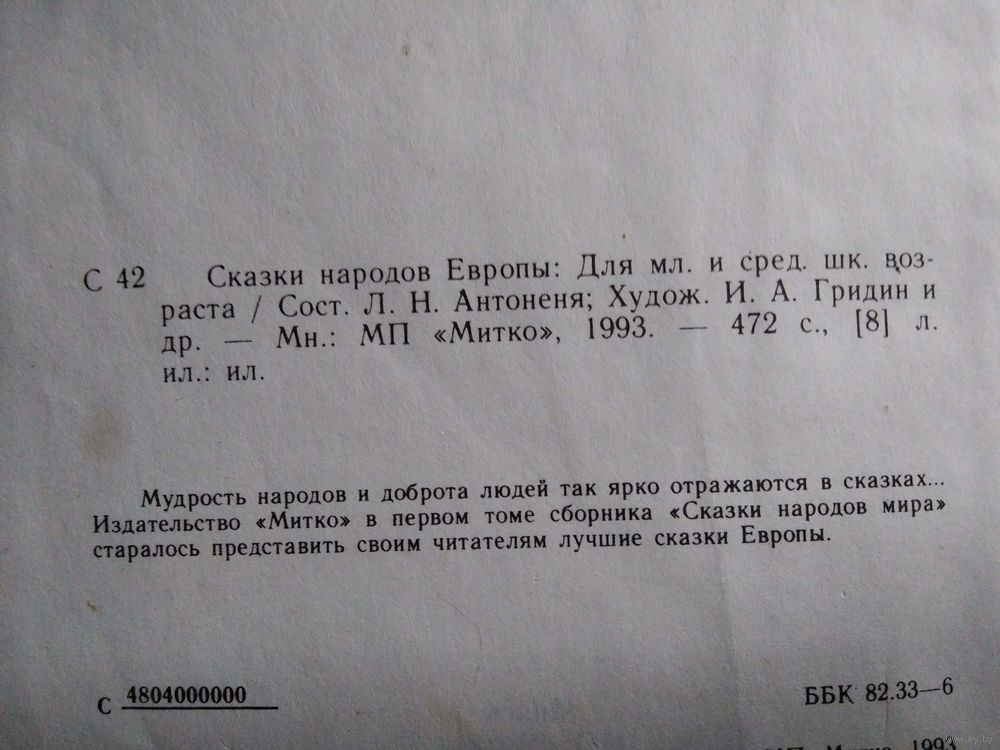 С 42 Сказки народов Европы: Для мл. и сред. шк. воз-
раста / Сост. Л. Н. Антоненя; Худож. И. А. Гридин и
др. — Мн.: МП «Митко», 1993. — 472 с., [8] л.
ил.: ил.
Мудрость народов и доброта людей так ярко отражаются в сказках...
Издательство «Митко» в первом томе сборника «Сказки народов мира»
старалось представить своим читателям лучшие сказки Европы.
С 4804000000
ББК 82.33—6
1993